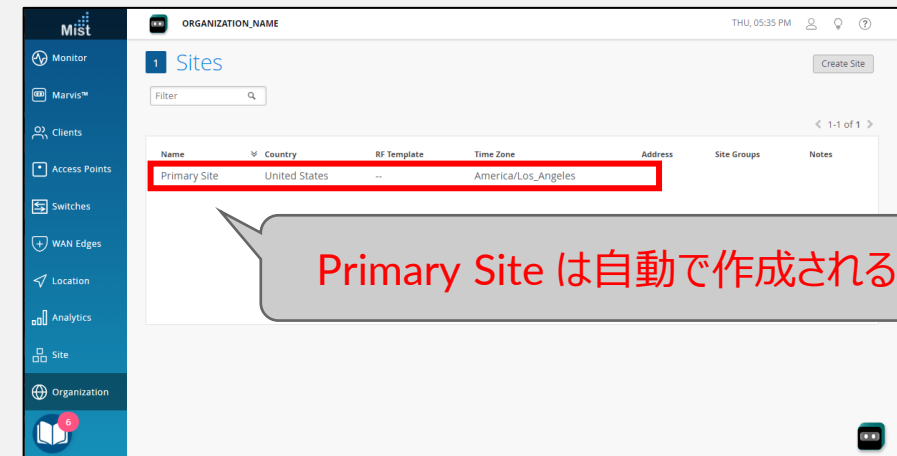 Mist
ORGANIZATION_NAME
THU, 05:35 PM
?
Monitor
Marvis™
Clients
Access Points
Switches
WAN Edges
Location
Analytics
Site
Organization
6
1 Sites
Create Site
Filter
< 1-1 of 1 >
Name Country RF Template Time Zone Address Site Groups Notes
Primary Site United States -- America/Los_Angeles
Primary Site は自動で作成される